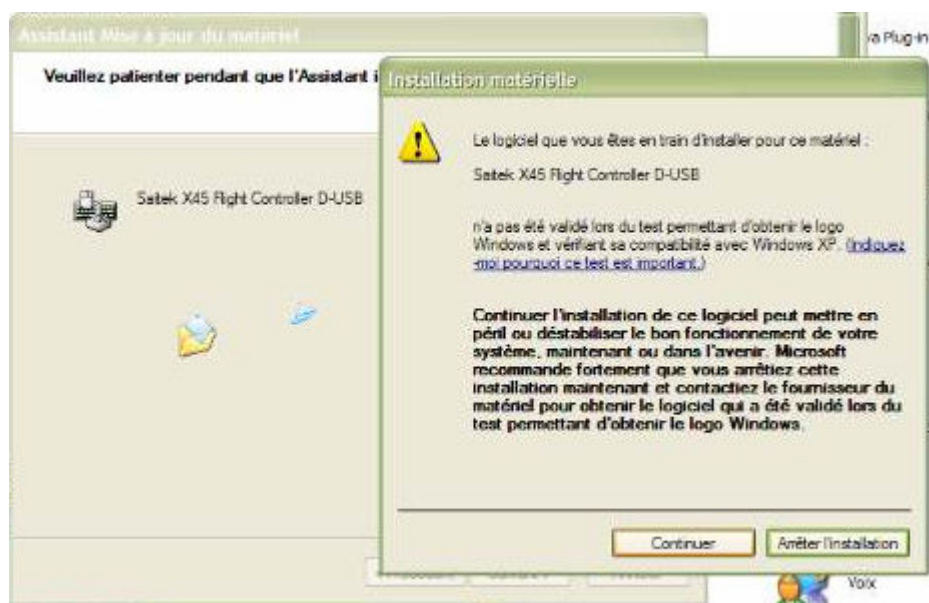 Assistant Mise à jour du matériel
va Plug-in
Veuillez patienter pendant que l'Assistant i
Installation matérielle
Le logiciel que vous êtes en train d'installer pour ce matériel :
Saitek X45 Flight Controller D-USB
Saitek X45 Flight Controller D-USB
n'a pas été validé lors du test permettant d'obtenir le logo
Windows et vérifiant sa compatibilité avec Windows XP. (Indiquez
-moi pourquoi ce test est important.)
Continuer l'installation de ce logiciel peut mettre en
péril ou déstabiliser le bon fonctionnement de votre
système, maintenant ou dans l'avenir. Microsoft
recommande fortement que vous arrêtiez cette
installation maintenant et contactiez le fournisseur du
matériel pour obtenir le logiciel qui a été validé lors du
test permettant d'obtenir le logo Windows.
Continuer
Arrêter l'installation
Voix